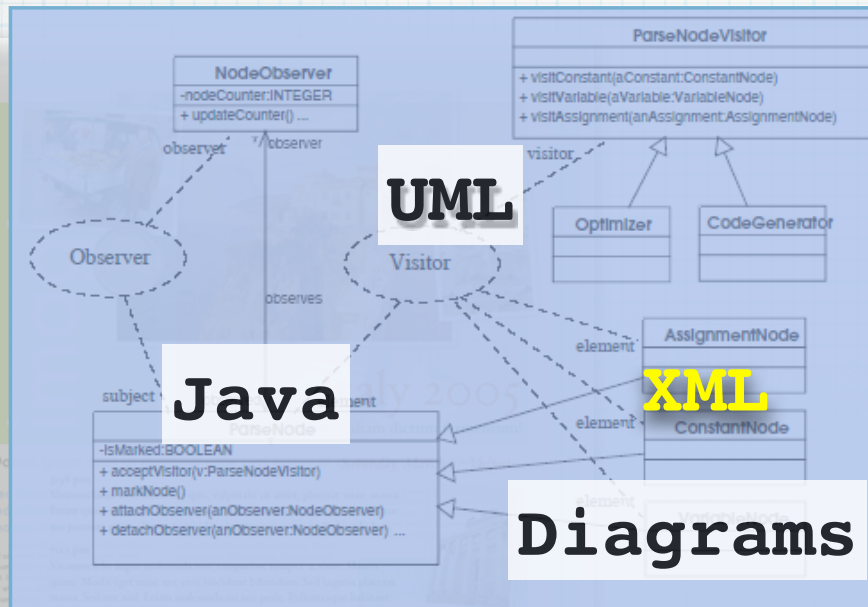 ParseNodeVisitor
+ visitConstant(aConstant:ConstantNode)
+ visitVariable(aVariable:VariableNode)
+ visitAssignment(anAssignment:AssignmentNode)
NodeObserver
-nodeCounter:INTEGER
+ updateCounter() ...
observer
observer
visitor
UML
Optimizer
CodeGenerator
Observer
Visitor
observes
AssignmentNode
element
XML
subject
Java
element
ConstantNode
ParseNode
-isMarked:BOOLEAN
+ acceptVisitor(v:ParseNodeVisitor)
+ markNode()
+ attachObserver(anObserver:NodeObserver)
+ detachObserver(anObserver:NodeObserver) ...
element
VariableNode
Diagrams